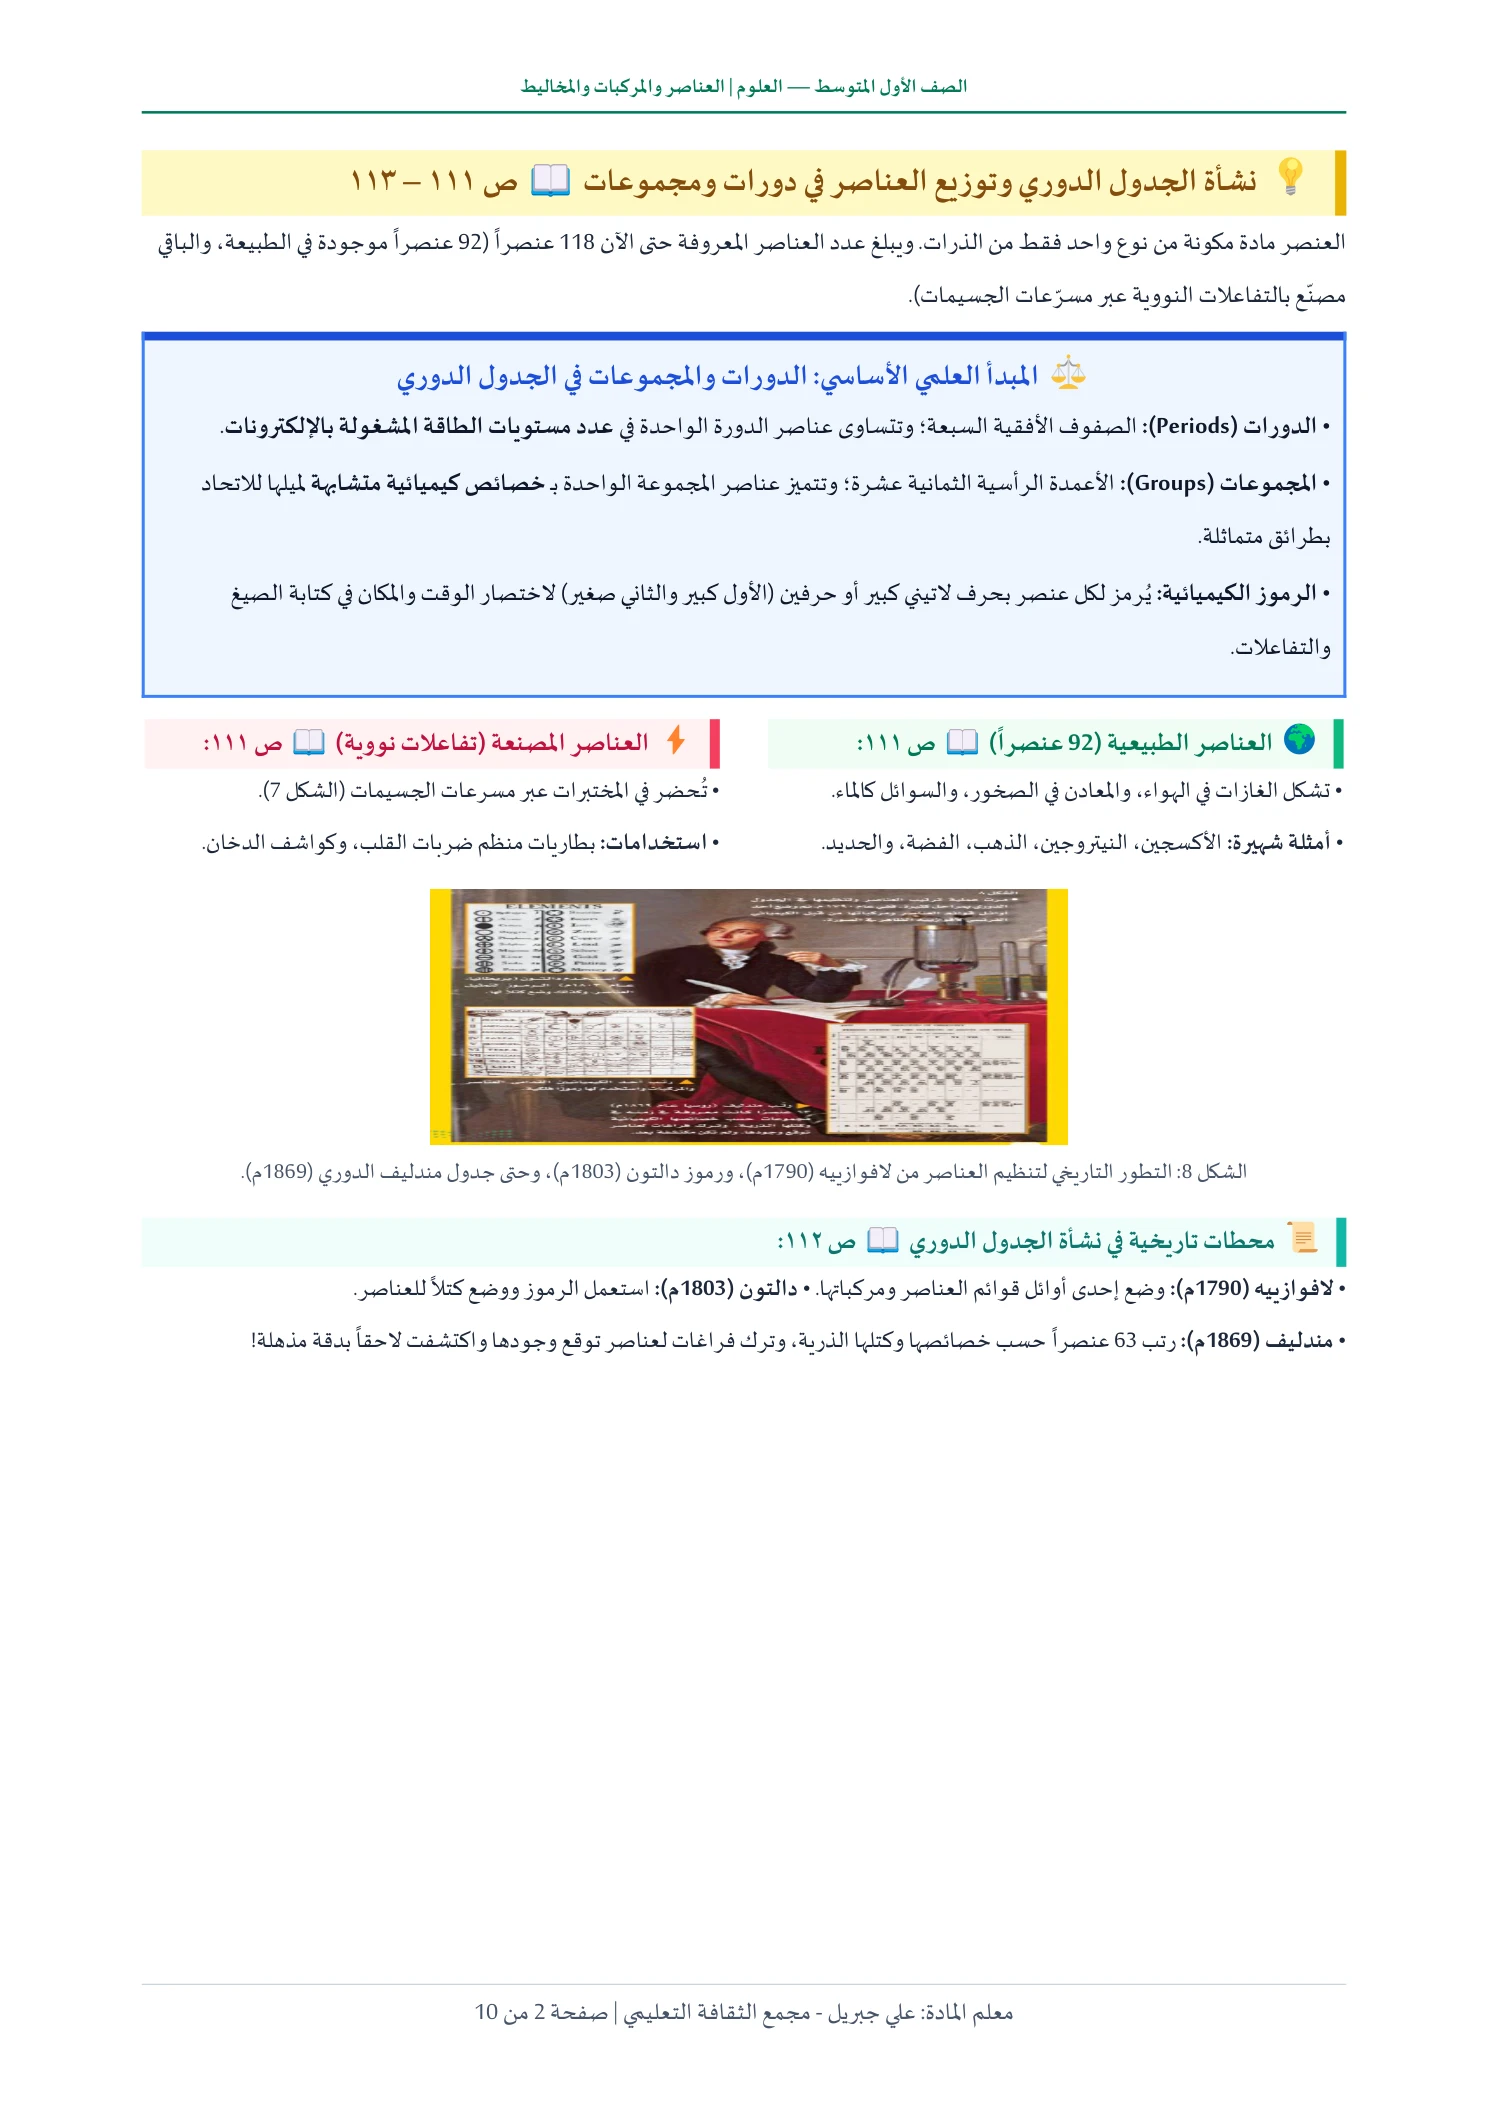 الصف الأول المتوسط — العلوم | العناصر والمركبات والمخاليط
نشأة الجدول الدوري وتوزيع العناصر في دورات ومجموعات 📖 ص ١١١ – ١١٣
العنصر مادة مكونة من نوع واحد فقط من الذرات. ويبلغ عدد العناصر المعروفة حتى الآن 118 عنصراً (92 عنصراً موجودة في الطبيعة، والباقي
مصنّع بالتفاعلات النووية عبر مسرّعات الجسيمات).
المبدأ العلمي الأساسي: الدورات والمجموعات في الجدول الدوري
• الدورات (Periods): الصفوف الأفقية السبعة؛ وتتساوى عناصر الدورة الواحدة في عدد مستويات الطاقة المشغولة بالإلكترونات.
• المجموعات (Groups): الأعمدة الرأسية الثمانية عشرة؛ وتتميز عناصر المجموعة الواحدة بـ خصائص كيميائية متشابهة لميلها للاتحاد
بطرائق متماثلة.
• الرموز الكيميائية: يُرمز لكل عنصر بحرف لاتيني كبير أو حرفين (الأول كبير والثاني صغير) لاختصار الوقت والمكان في كتابة الصيغ
والتفاعلات.
العناصر الطبيعية (92 عنصراً) 📖 ص ١١١:
• تشكل الغازات في الهواء، والمعادن في الصخور، والسوائل كالماء.
• أمثلة شهيرة: الأكسجين، النيتروجين، الذهب، الفضة، والحديد.
العناصر المصنعة (تفاعلات نووية) 📖 ص ١١١:
• تُحضر في المختبرات عبر مسرعات الجسيمات (الشكل 7).
• استخدامات: بطاريات منظم ضربات القلب، وكواشف الدخان.
ELEMENTS
الشكل 8: التطور التاريخي لتنظيم العناصر من لافوازييه (1790م)، ورموز دالتون (1803م)، وحتى جدول مندليف الدوري (1869م).
محطات تاريخية في نشأة الجدول الدوري 📖 ص ١١٢:
• لافوازييه (1790م): وضع إحدى أوائل قوائم العناصر ومركباتها. • دالتون (1803م): استعمل الرموز ووضع كتلاً للعناصر.
• مندليف (1869م): رتب 63 عنصراً حسب خصائصها وكتلها الذرية، وترك فراغات لعناصر توقع وجودها واكتشفت لاحقاً بدقة مذهلة!
معلم المادة: علي جبريل - مجمع الثقافة التعليمي | صفحة 2 من 10